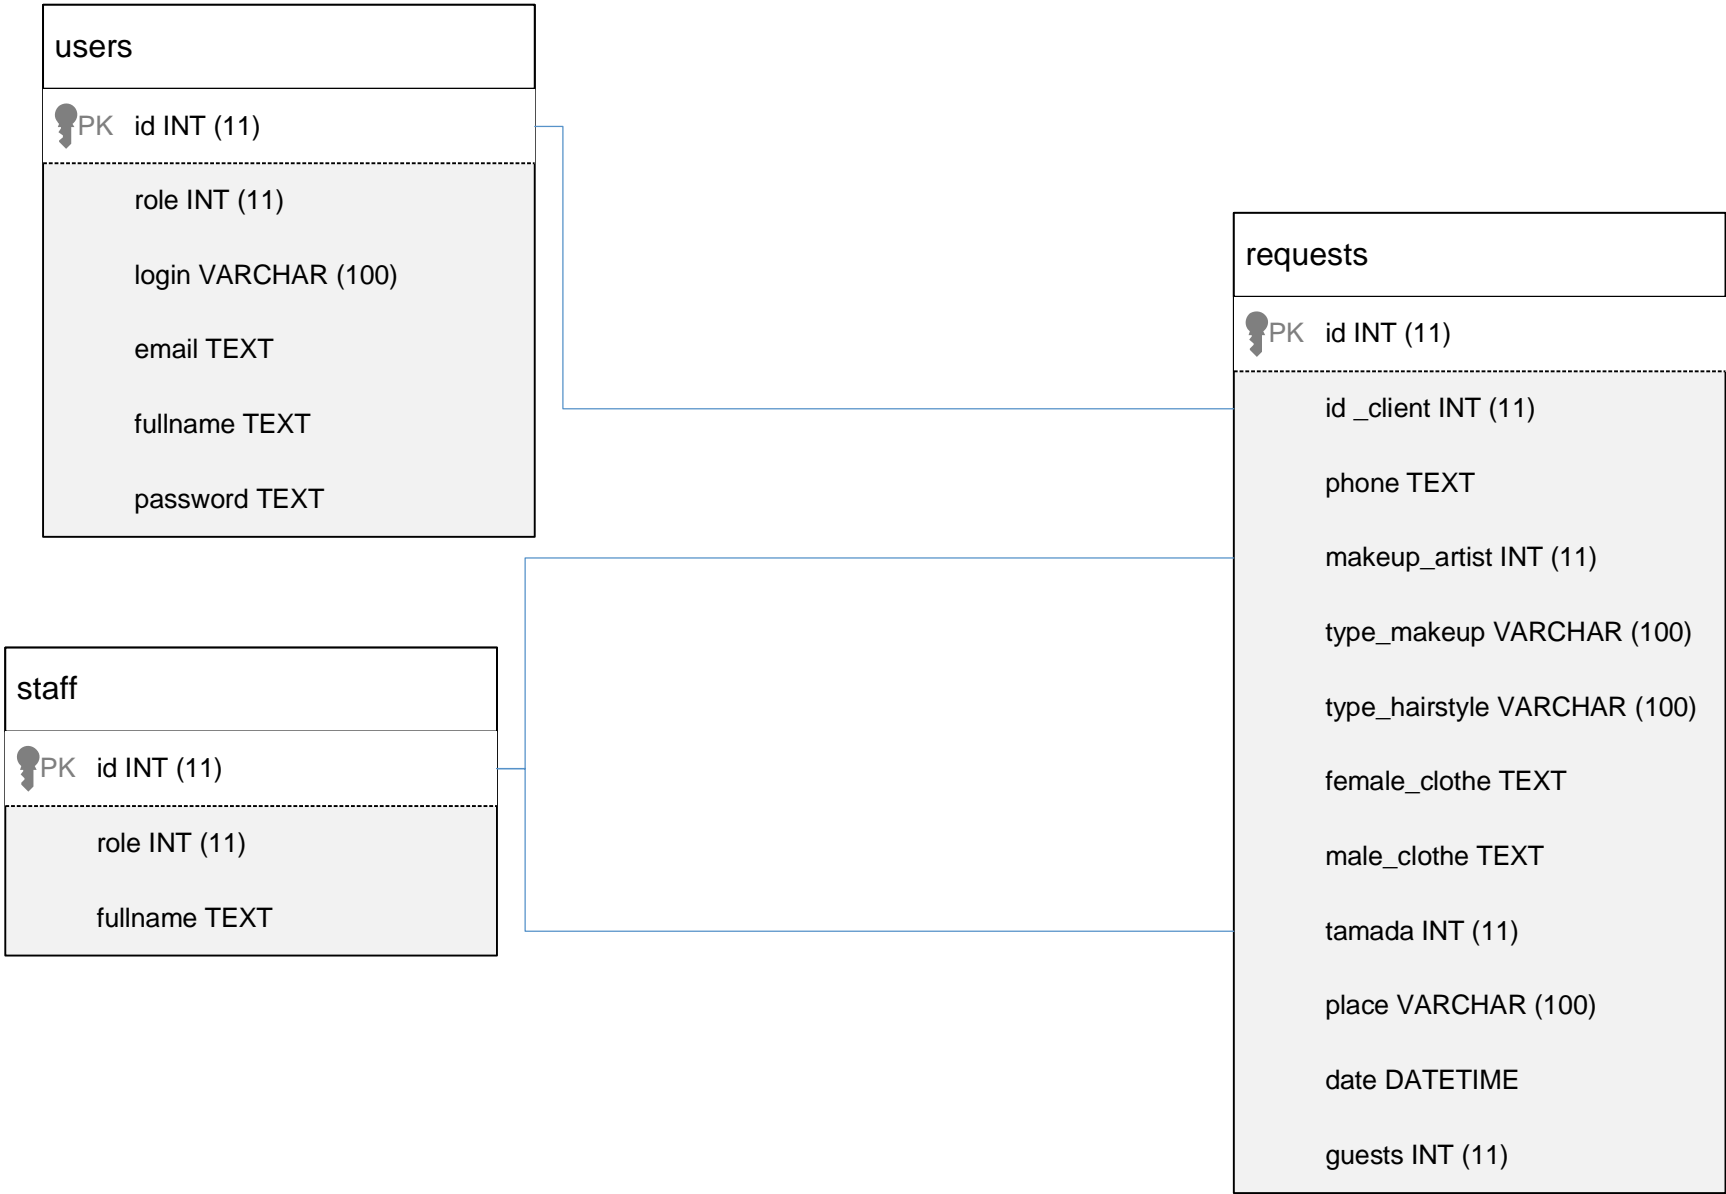 users
PK id INT (11)
role INT (11)
login VARCHAR (100)
email TEXT
fullname TEXT
password TEXT
staff
PK id INT (11)
role INT (11)
fullname TEXT
requests
PK id INT (11)
id _client INT (11)
phone TEXT
makeup_artist INT (11)
type_makeup VARCHAR (100)
type_hairstyle VARCHAR (100)
female_clothe TEXT
male_clothe TEXT
tamada INT (11)
place VARCHAR (100)
date DATETIME
guests INT (11)